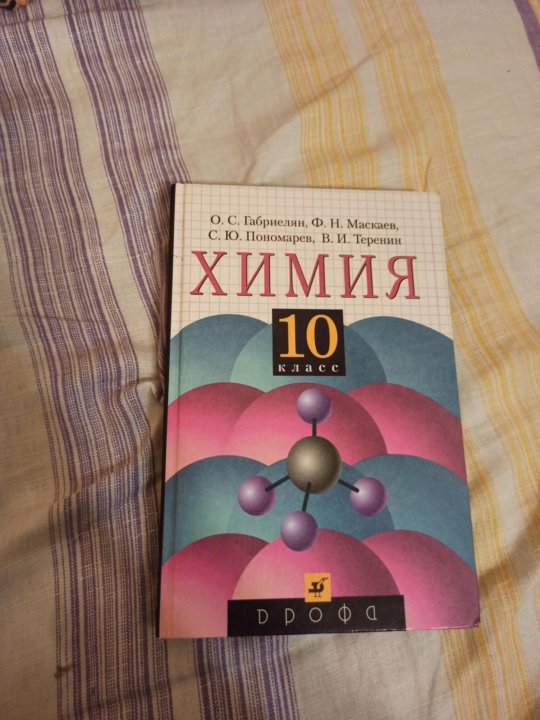 О. С. Габриелян, Ф. Н. Маскаев,
С. Ю. Пономарев, В. И. Теренин
ХИМИЯ
10
класс
дрофа